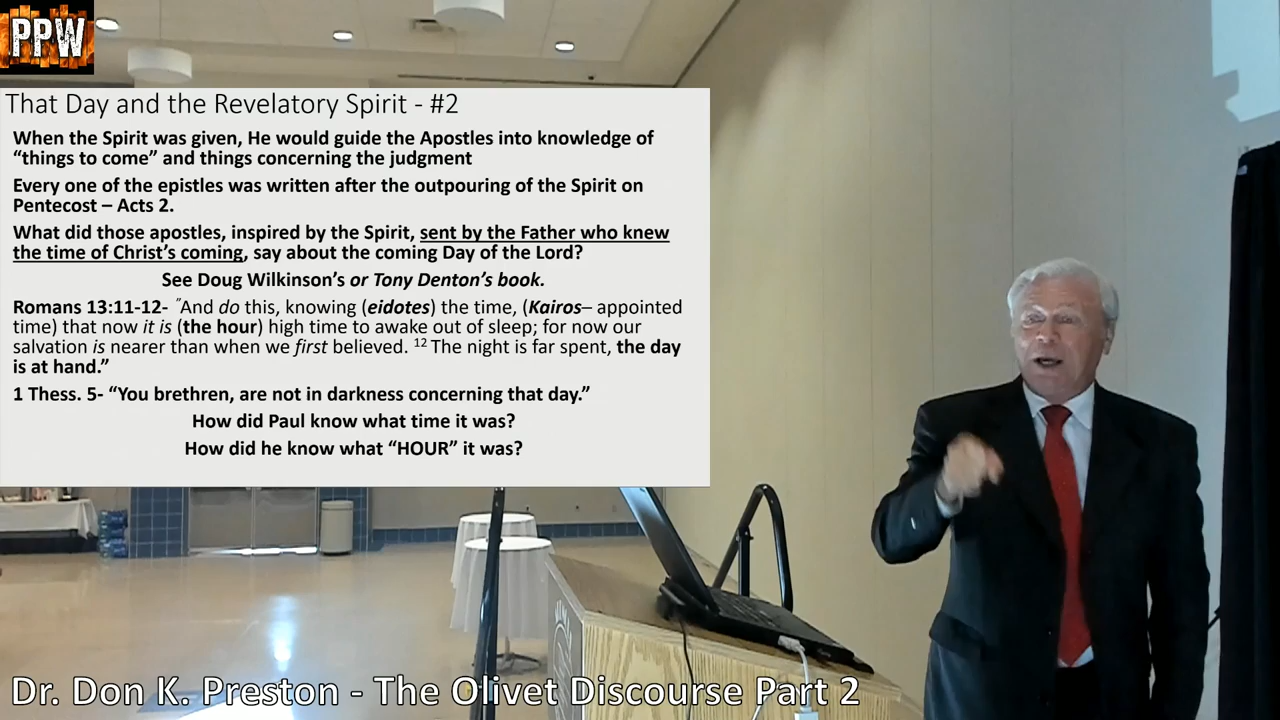 PPW
That Day and the Revelatory Spirit - #2
When the Spirit was given, He would guide the Apostles into knowledge of
“things to come” and things concerning the judgment
Every one of the epistles was written after the outpouring of the Spirit on
Pentecost – Acts 2.
What did those apostles, inspired by the Spirit, sent by the Father who knew
the time of Christ’s coming, say about the coming Day of the Lord?
See Doug Wilkinson’s or Tony Denton’s book.
Romans 13:11-12- “And do this, knowing (eidotes) the time, (Kairos– appointed
time) that now it is (the hour) high time to awake out of sleep; for now our
salvation is nearer than when we first believed. 12 The night is far spent, the day
is at hand.”
1 Thess. 5- “You brethren, are not in darkness concerning that day.”
How did Paul know what time it was?
How did he know what “HOUR” it was?
Dr. Don K. Preston - The Olivet Discourse Part 2